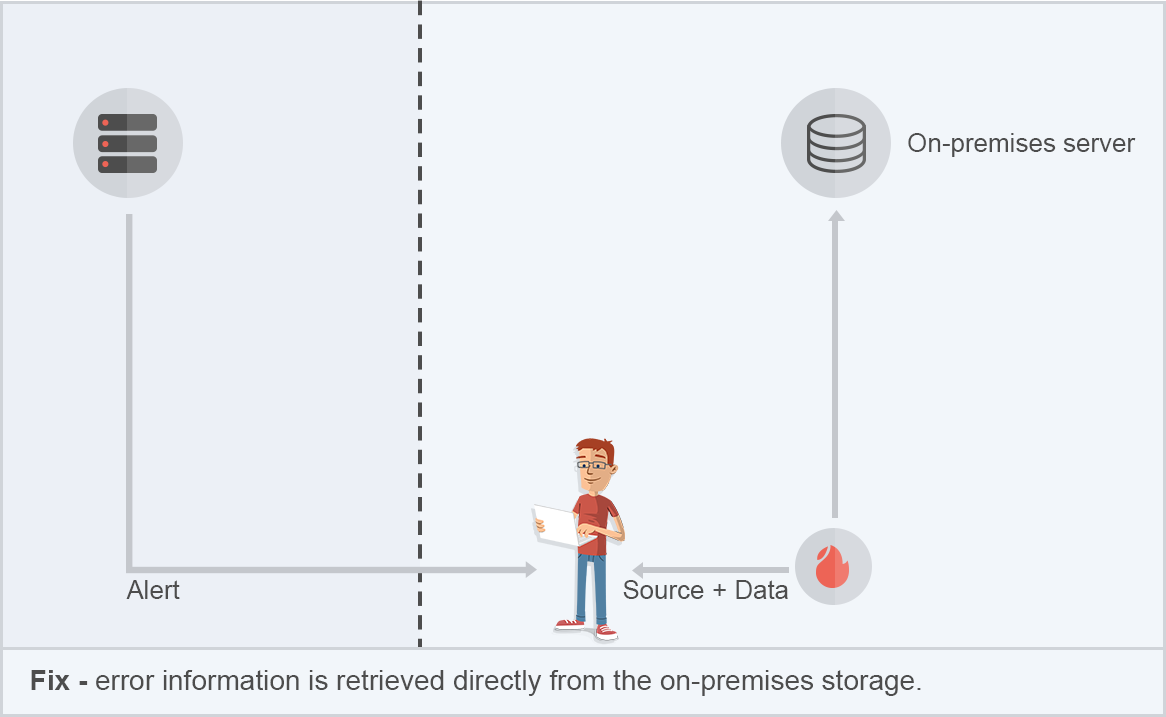 On-premises server
Alert
Source + Data
Fix - error information is retrieved directly from the on-premises storage.